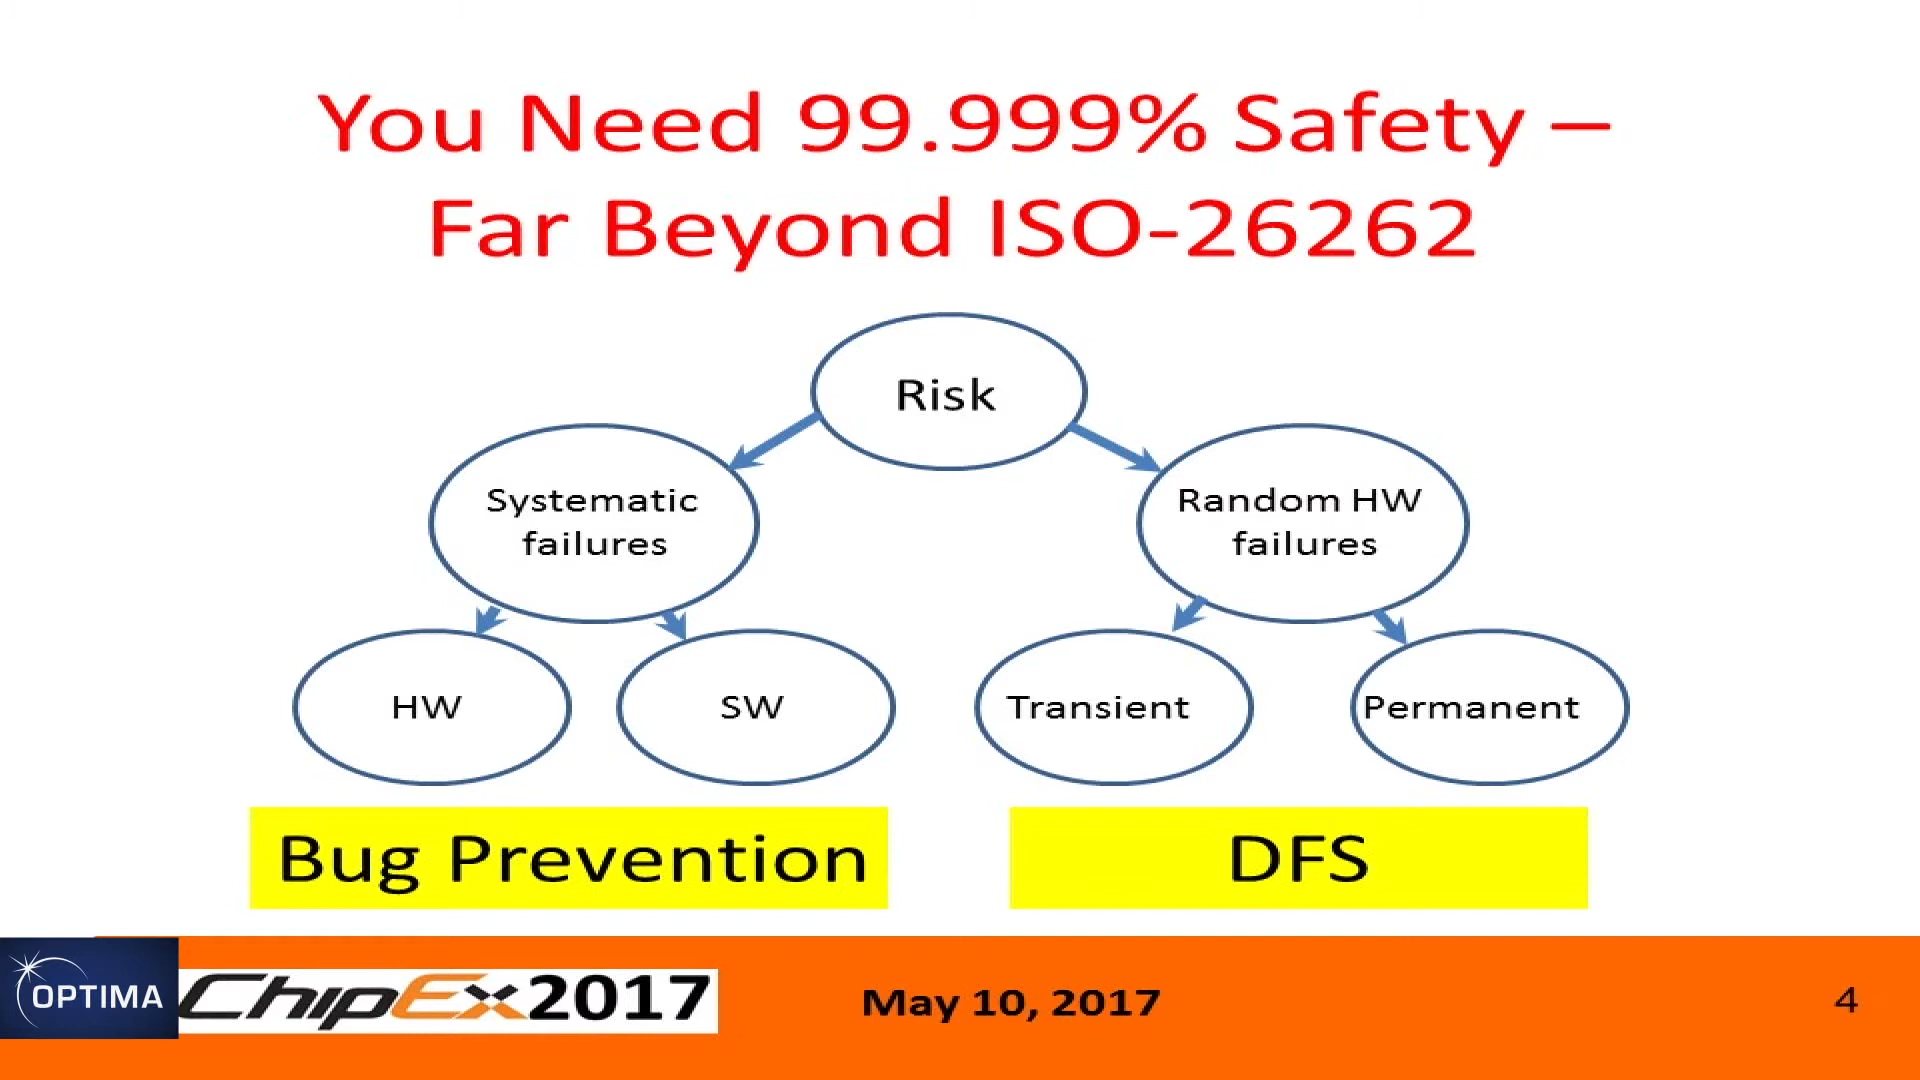 You Need 99.999% Safety –
Far Beyond ISO-26262
Risk
Systematic
failures
Random HW
failures
HW
SW
Transient
Permanent
Bug Prevention
DFS
OPTIMA
ChipEx2017
May 10, 2017
4